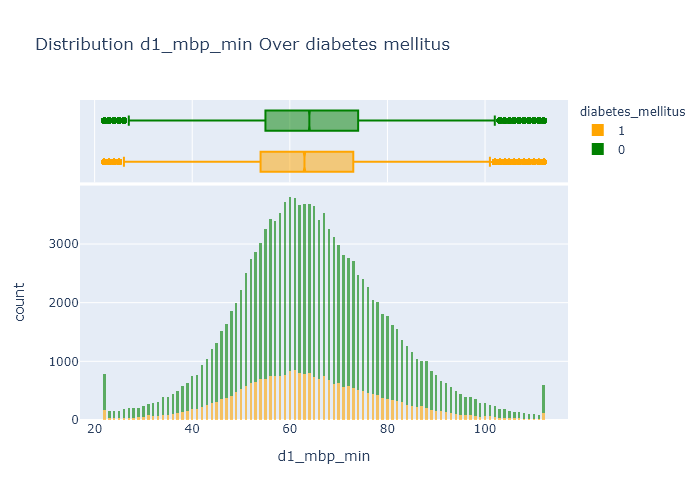 Distribution d1_mbp_min Over diabetes mellitus
diabetes_mellitus
1
0
3000
2000
1000
0
count
20
40
60
80
100
d1_mbp_min